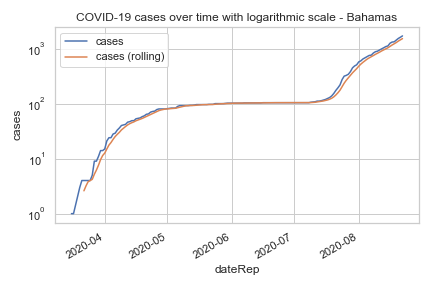 COVID-19 cases over time with logarithmic scale - Bahamas
cases
cases (rolling)
10³
10²
10¹
10⁰
cases
2020-04
2020-05
2020-06
2020-07
2020-08
dateRep